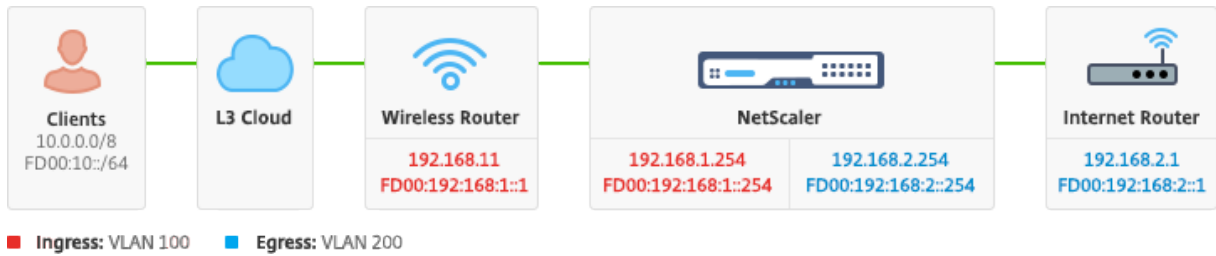 Clients
10.0.0.0/8
FD00:10::/64
L3 Cloud
Wireless Router
192.168.11
FD00:192:168:1::1
NetScaler
192.168.1.254
FD00:192:168:1::254
192.168.2.254
FD00:192:168:2::254
Internet Router
192.168.2.1
FD00:192:168:2::1
Ingress: VLAN 100
Egress: VLAN 200